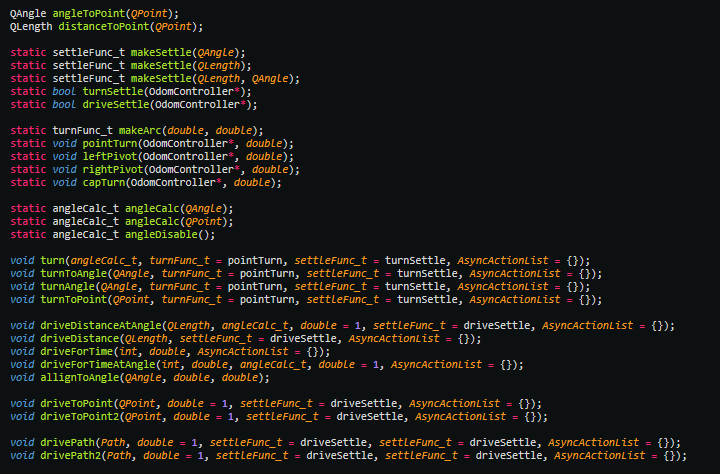 QAngle angleToPoint(QPoint);
QLength distanceToPoint(QPoint);
static settleFunc_t makeSettle(QAngle);
static settleFunc_t makeSettle(QLength);
static settleFunc_t makeSettle(QLength, QAngle);
static bool turnSettle(OdomController*);
static bool driveSettle(OdomController*);
static turnFunc_t makeArc(double, double);
static void pointTurn(OdomController*, double);
static void leftPivot(OdomController*, double);
static void rightPivot(OdomController*, double);
static void capTurn(OdomController*, double);
static angleCalc_t angleCalc(QAngle);
static angleCalc_t angleCalc(QPoint);
static angleCalc_t angleDisable();
void turn(angleCalc_t, turnFunc_t = pointTurn, settleFunc_t = turnSettle, AsyncActionList = {});
void turnToAngle(QAngle, turnFunc_t = pointTurn, settleFunc_t = turnSettle, AsyncActionList = {});
void turnAngle(QAngle, turnFunc_t = pointTurn, settleFunc_t = turnSettle, AsyncActionList = {});
void turnToPoint(QPoint, turnFunc_t = pointTurn, settleFunc_t = turnSettle, AsyncActionList = {});
void driveDistanceAtAngle(QLength, angleCalc_t, double = 1, settleFunc_t = driveSettle, AsyncActionList = {});
void driveDistance(QLength, settleFunc_t = driveSettle, AsyncActionList = {});
void driveForTime(int, double, AsyncActionList = {});
void driveForTimeAtAngle(int, double, angleCalc_t, double = 1, AsyncActionList = {});
void allignToAngle(QAngle, double, double);
void driveToPoint(QPoint, double = 1, settleFunc_t = driveSettle, AsyncActionList = {});
void driveToPoint2(QPoint, double = 1, settleFunc_t = driveSettle, AsyncActionList = {});
void drivePath(Path, double = 1, settleFunc_t = driveSettle, settleFunc_t = driveSettle, AsyncActionList = {});
void drivePath2(Path, double = 1, settleFunc_t = driveSettle, settleFunc_t = driveSettle, AsyncActionList = {});